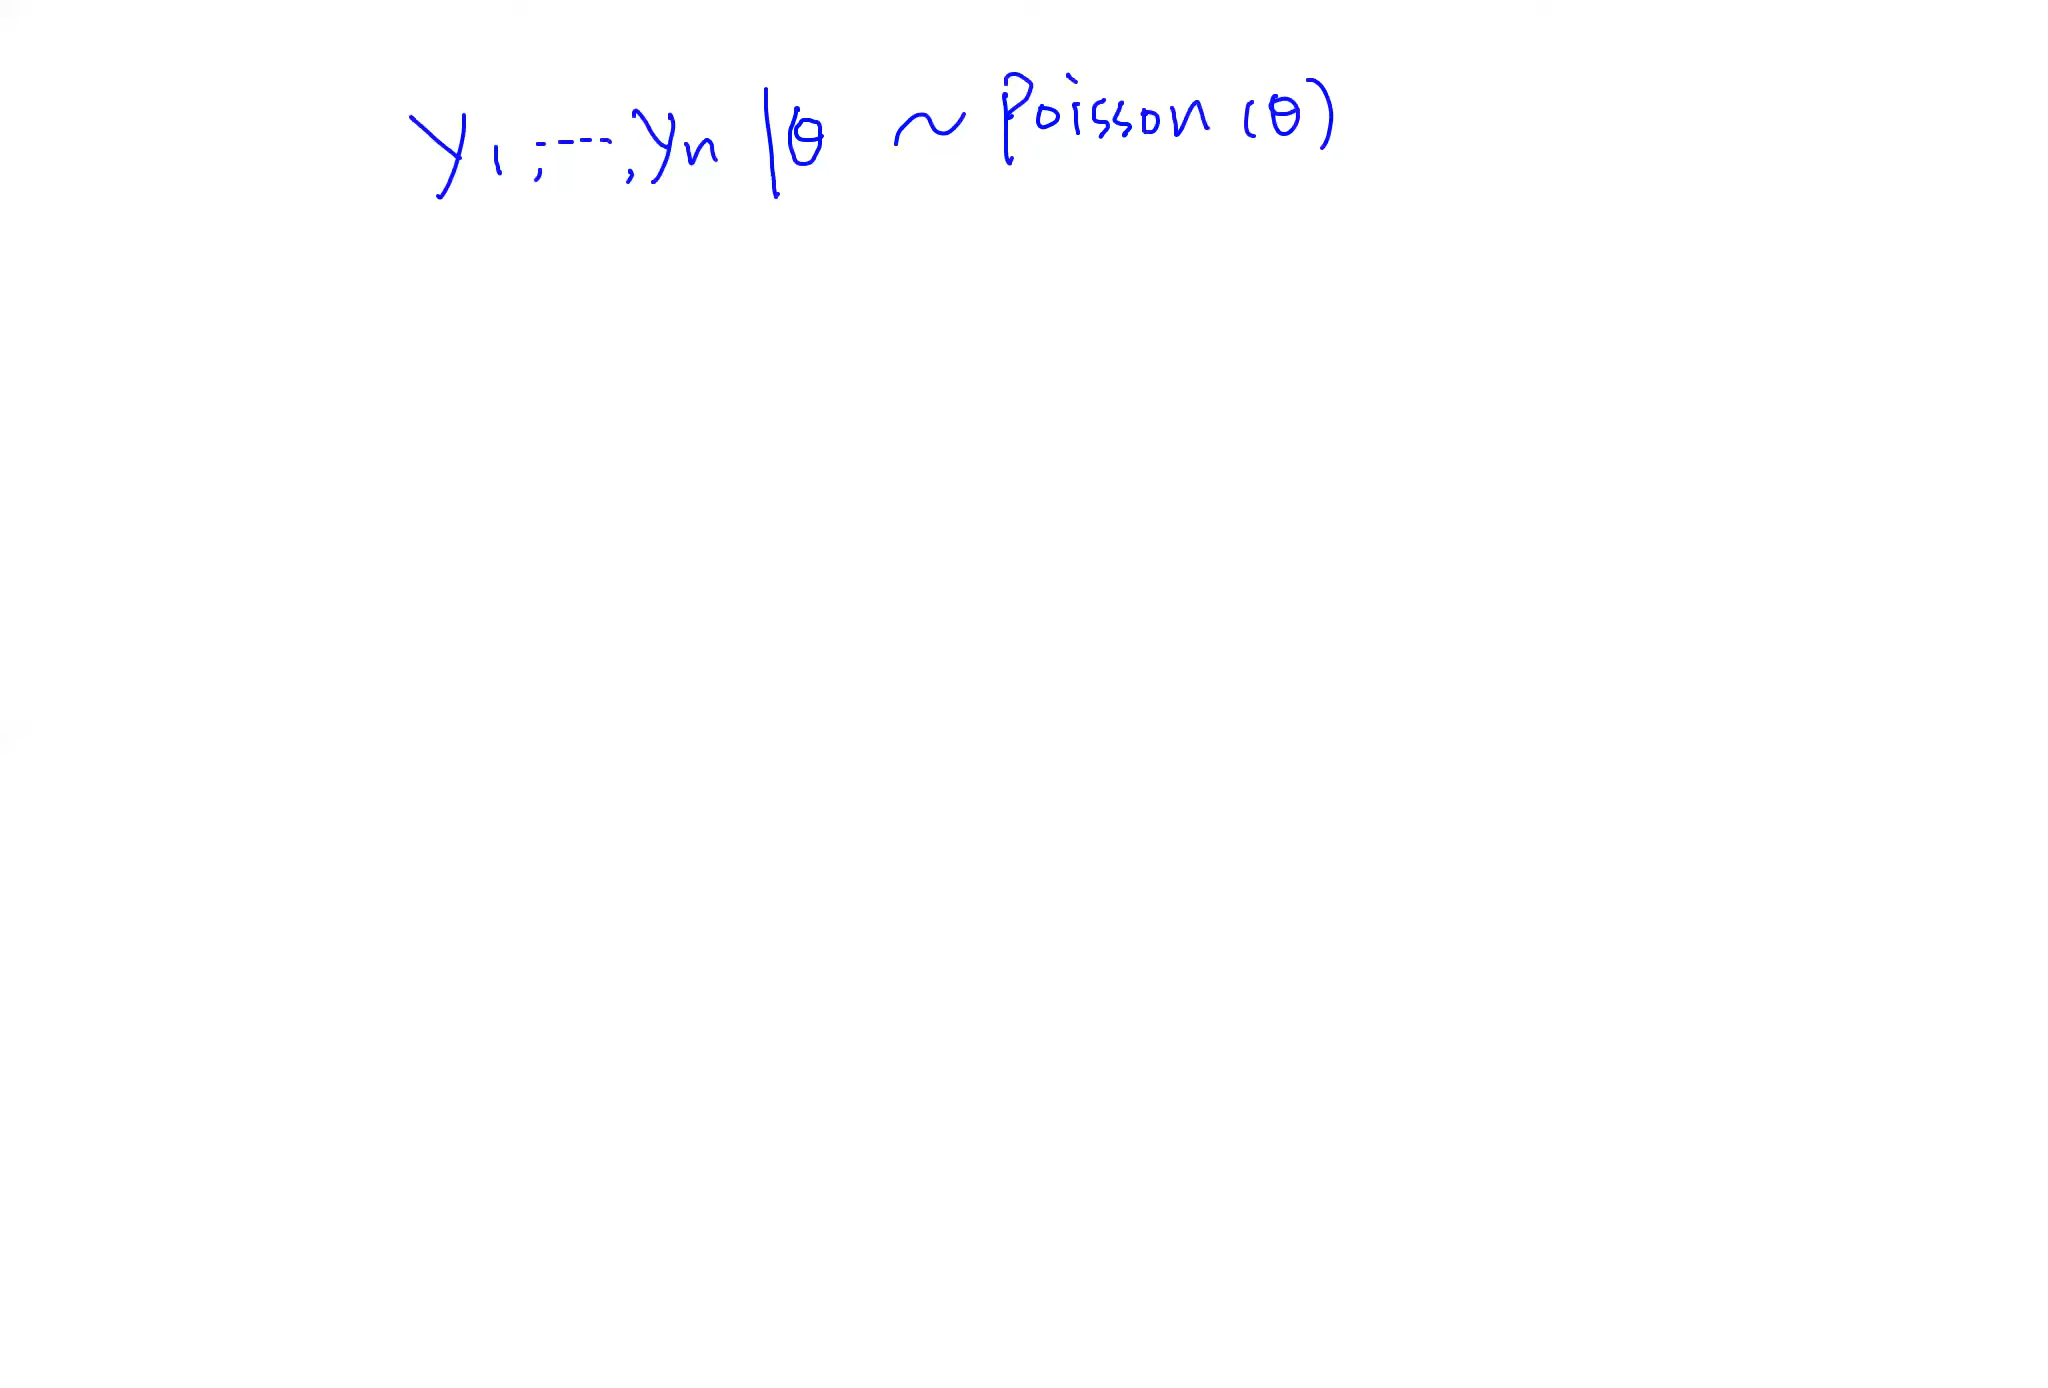 y₁,----,yₙ |θ ~ Poisson (θ)